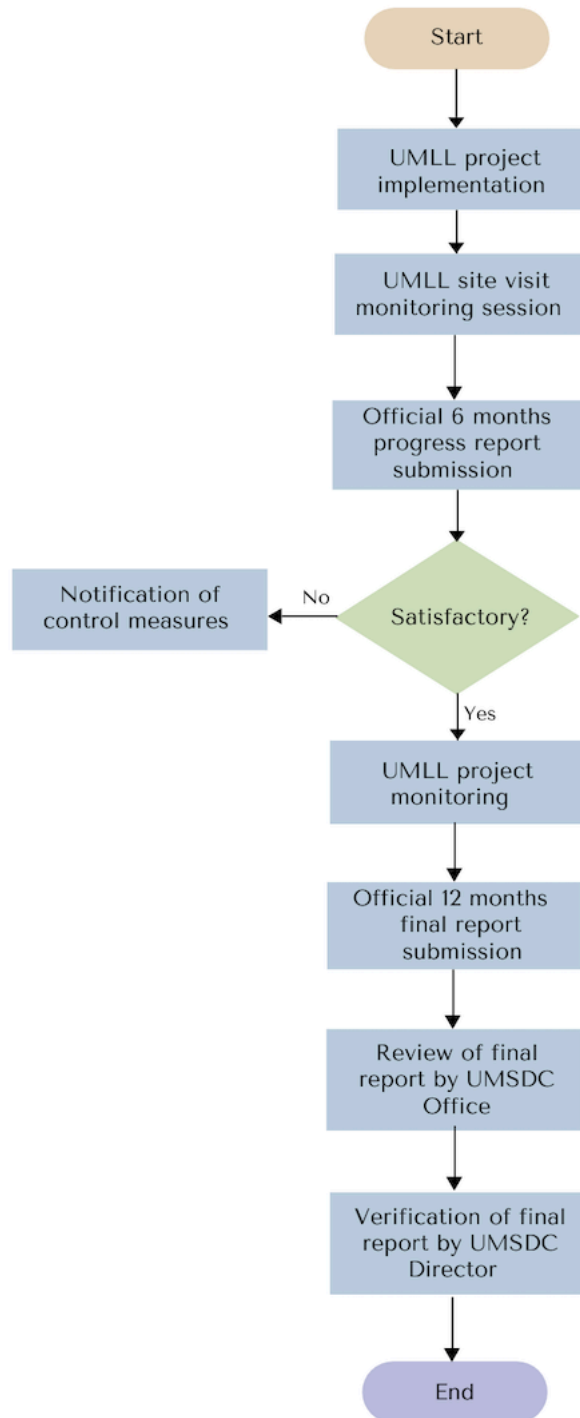 Start
UMLL project
implementation
UMLL site visit
monitoring session
Official 6 months
progress report
submission
Notification of
control measures
No
Satisfactory?
Yes
UMLL project
monitoring
Official 12 months
final report
submission
Review of final
report by UMSDC
Office
Verification of final
report by UMSDC
Director
End